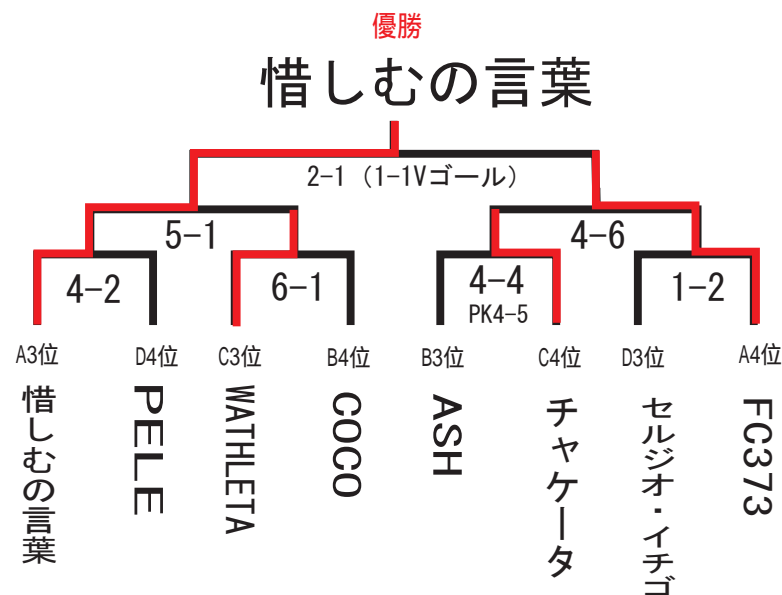 優勝
惜しむの言葉
2-1（1-1Vゴール）
5-1
4-6
4-2
6-1
4-4
PK4-5
1-2
A3位
D4位
C3位
B4位
B3位
C4位
D3位
A4位
惜しむの言葉
PELE
WATHLETA
COCO
ASH
チャケータ
セルジオ・イチゴ
FC373